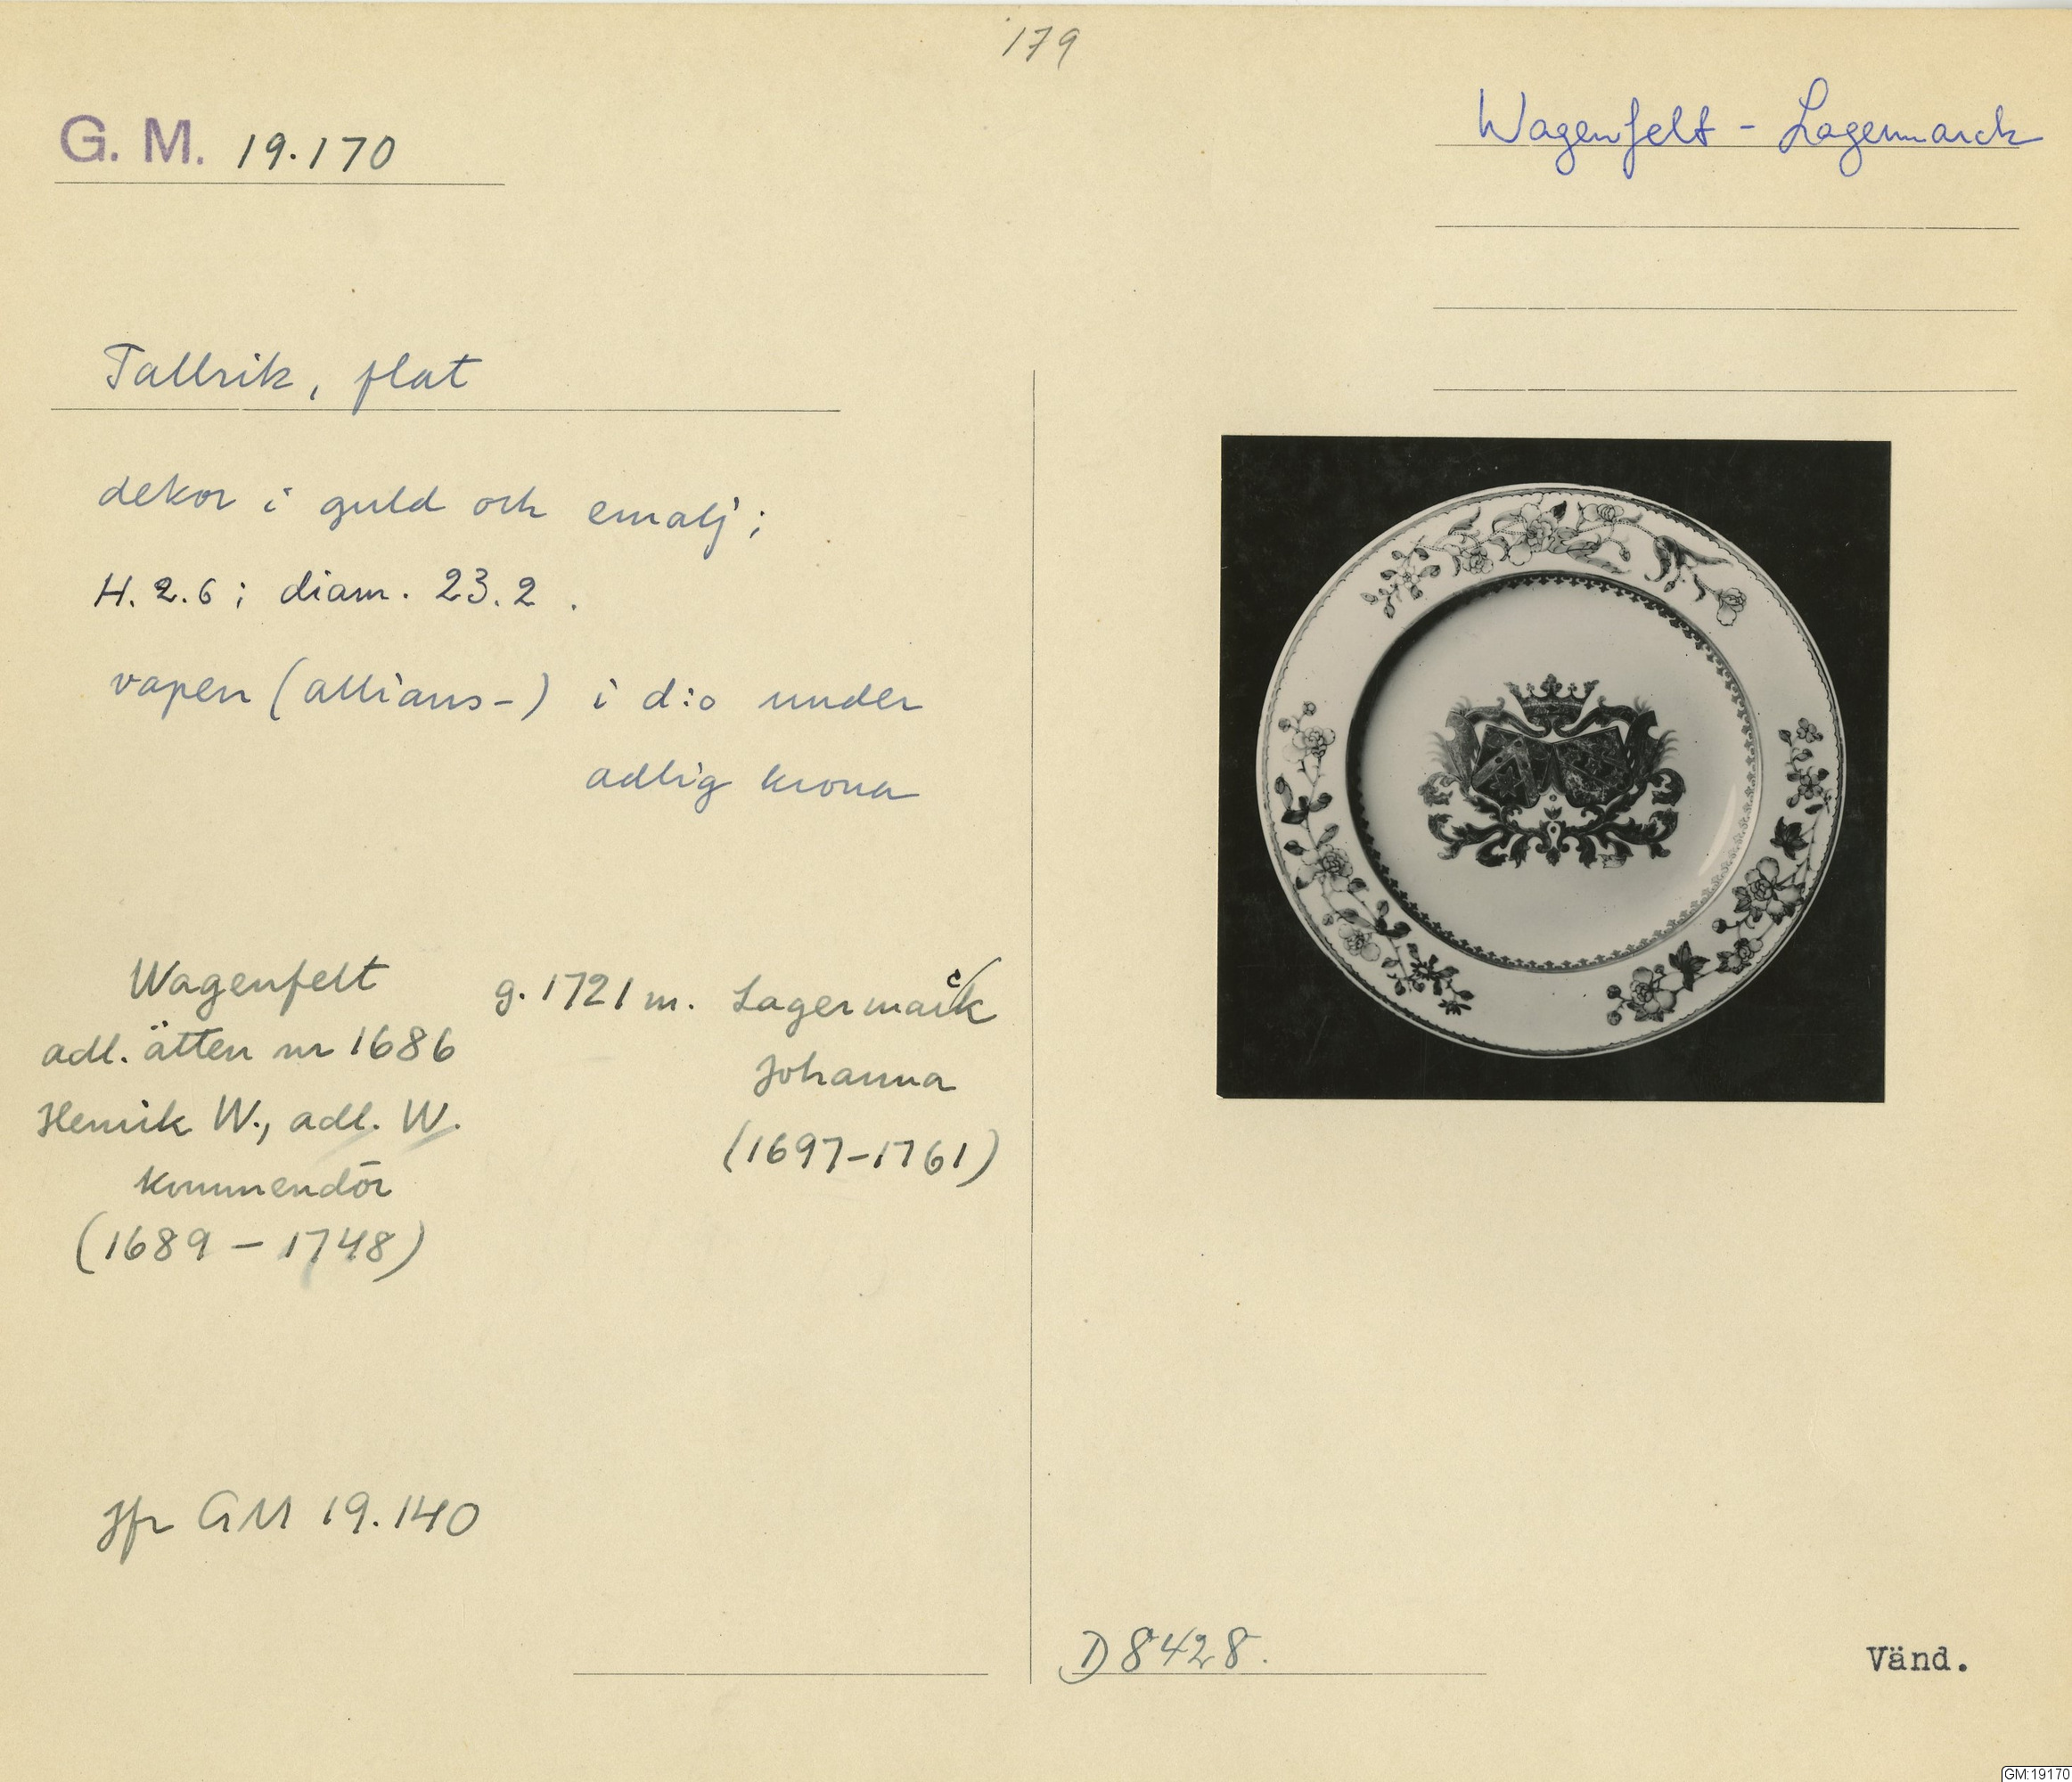 179
G. M. 19.170
Wagenfelt - Lagermarck
Tallrik, flat
dekor i guld och emalj;
H. 2.6; diam. 23.2.
vapen (allians-) i d:o under
adlig krona
Wagenfelt g. 1721 m. Lagermarck
adl. ätten nr 1686
Johanna
Henrik W., adl. W.
(1697-1761)
kommendör
(1689 - 1748)
Jfr GM 19.140
D 8428.
Vänd.
GM:19170